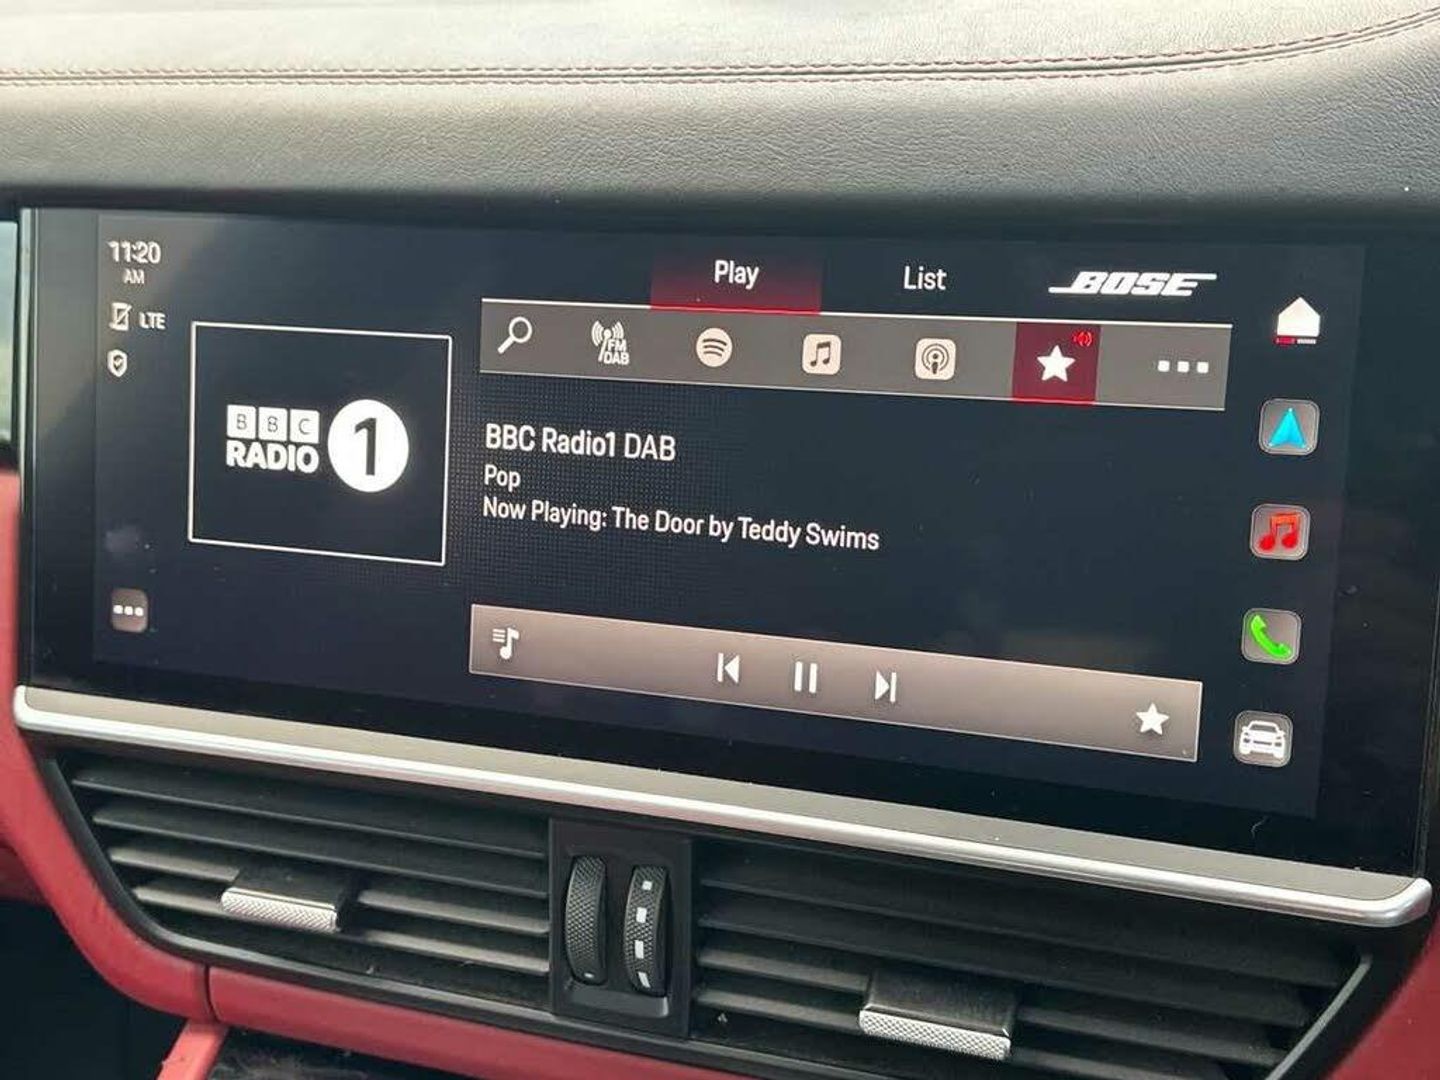 11:20
AM
LTE
Play
List
BOSE
FM
DAB
BBC
RADIO 1
BBC Radio1 DAB
Pop
Now Playing: The Door by Teddy Swims